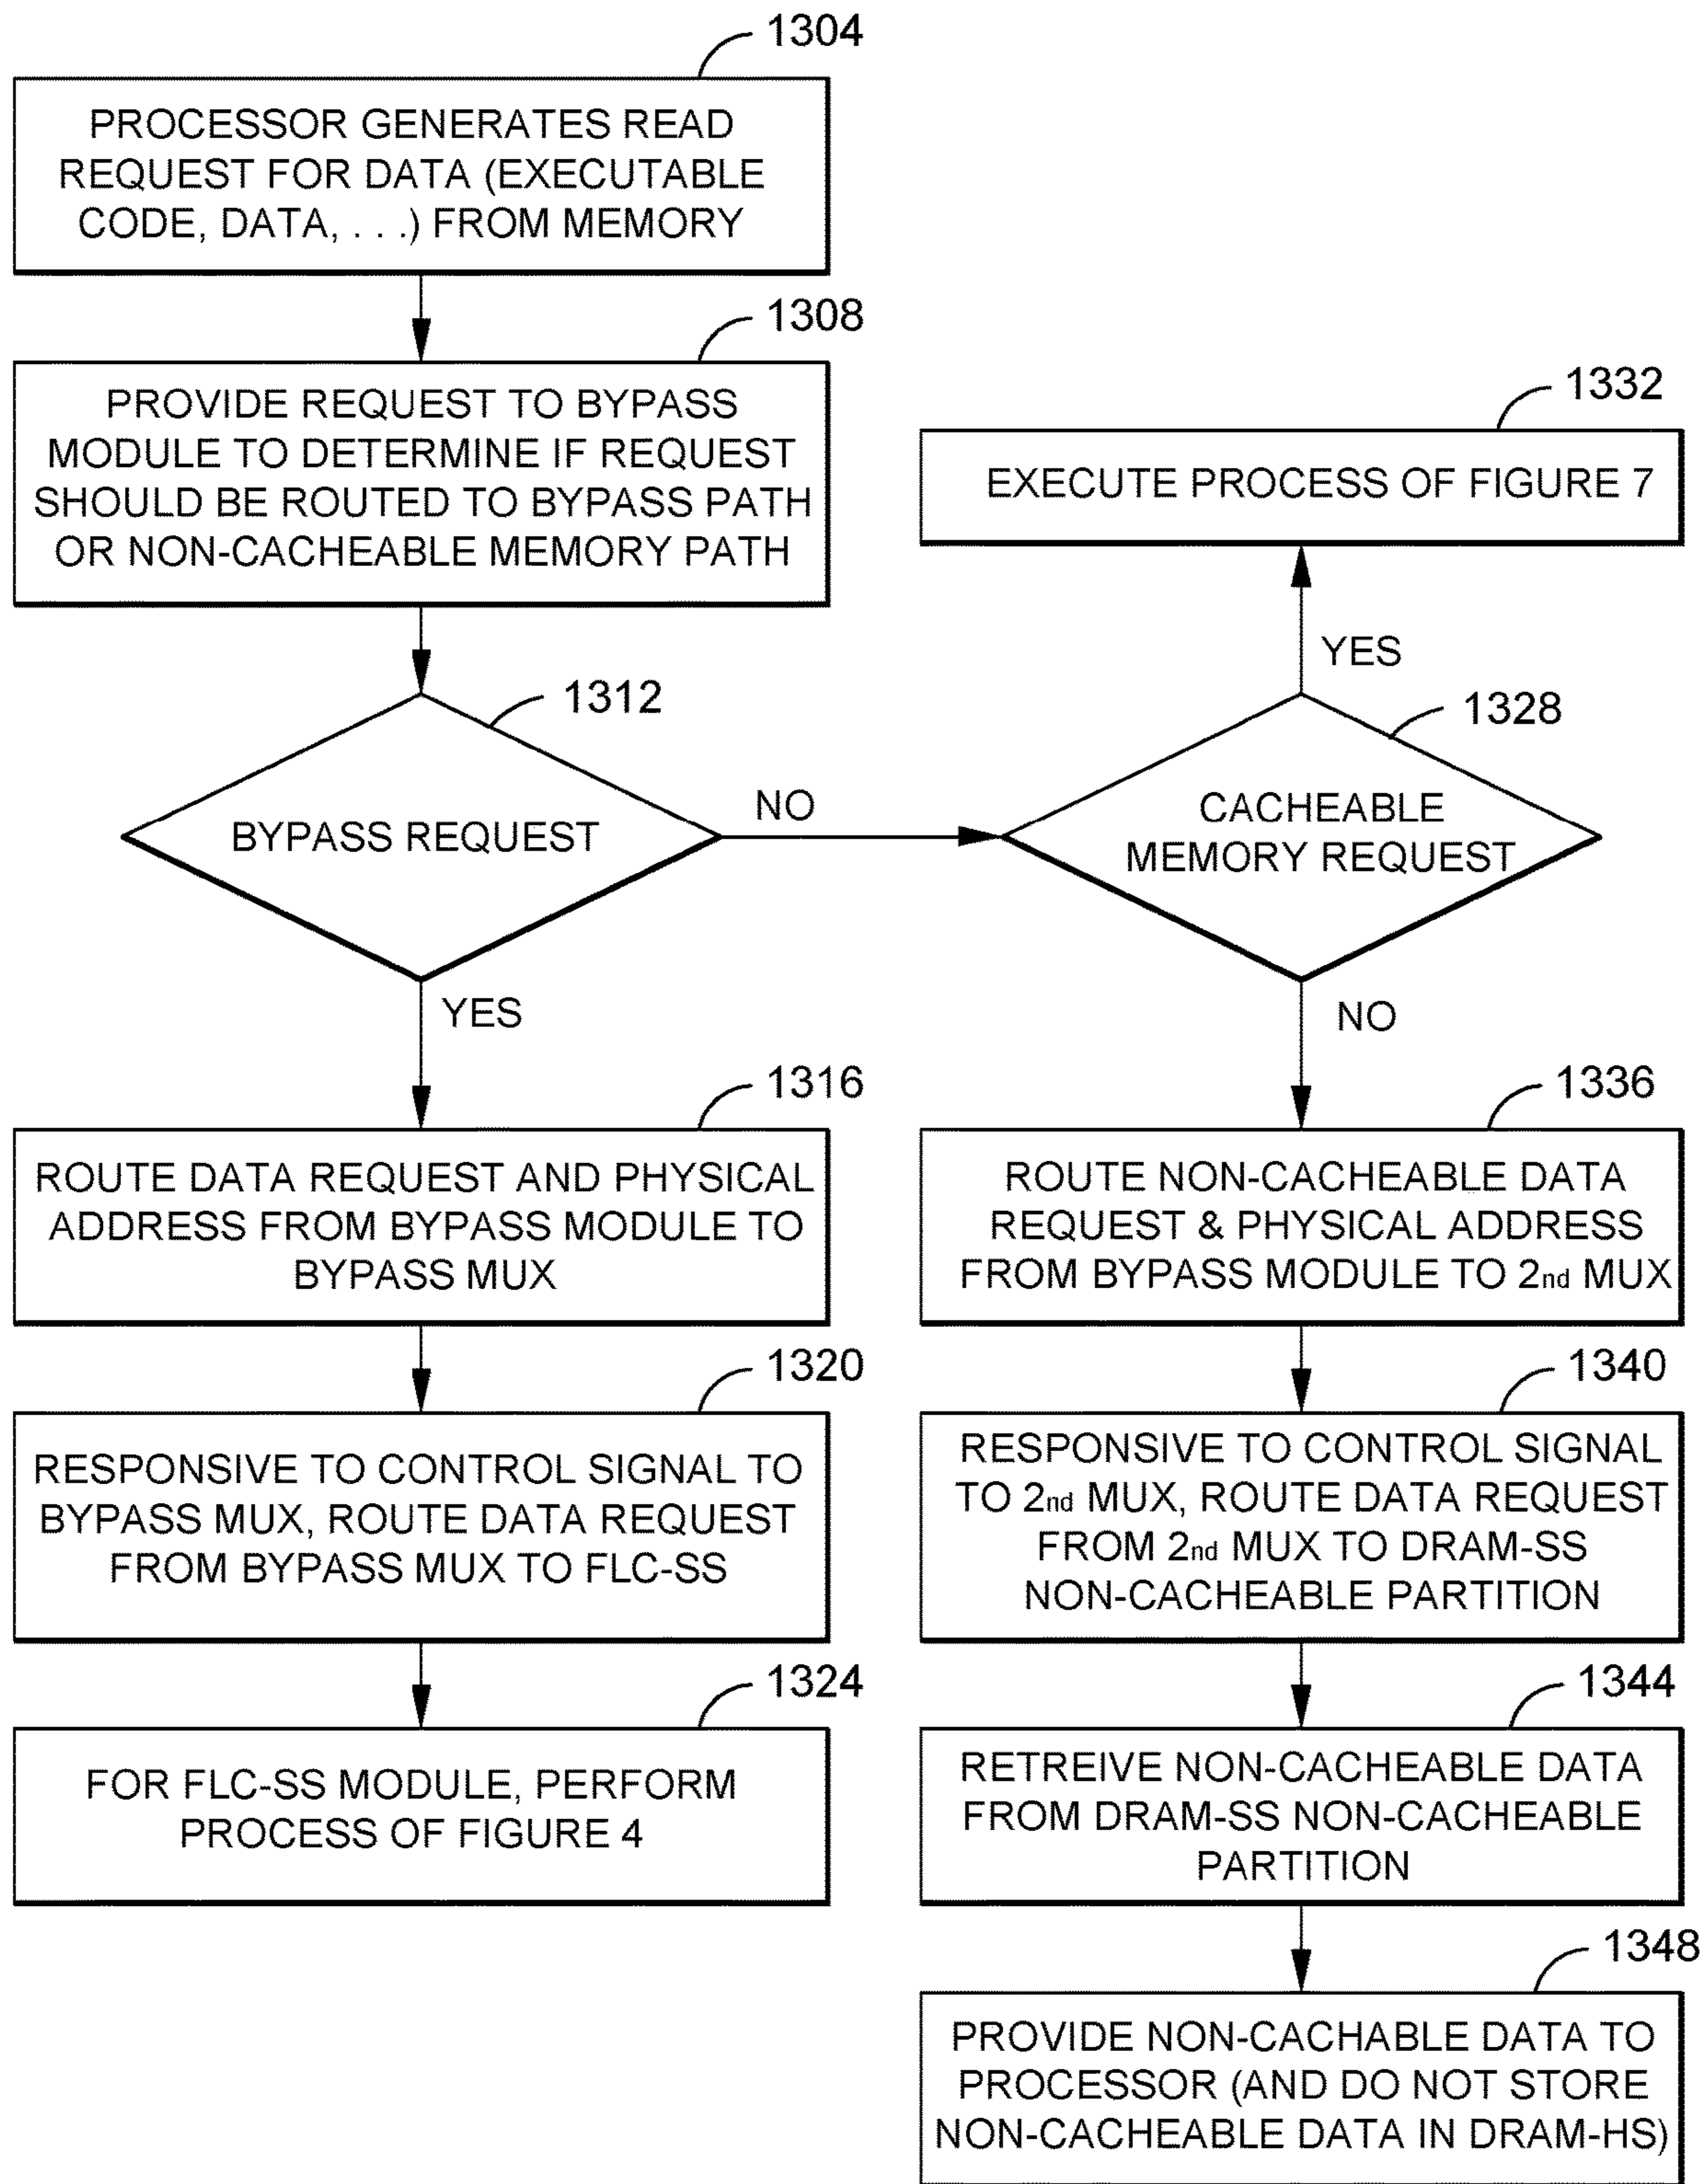 1304
PROCESSOR GENERATES READ
REQUEST FOR DATA (EXECUTABLE
CODE, DATA, . . .) FROM MEMORY
1308
PROVIDE REQUEST TO BYPASS
MODULE TO DETERMINE IF REQUEST
SHOULD BE ROUTED TO BYPASS PATH
OR NON-CACHEABLE MEMORY PATH
1312
BYPASS REQUEST
NO
YES
1316
ROUTE DATA REQUEST AND PHYSICAL
ADDRESS FROM BYPASS MODULE TO
BYPASS MUX
1320
RESPONSIVE TO CONTROL SIGNAL TO
BYPASS MUX, ROUTE DATA REQUEST
FROM BYPASS MUX TO FLC-SS
1324
FOR FLC-SS MODULE, PERFORM
PROCESS OF FIGURE 4
1332
EXECUTE PROCESS OF FIGURE 7
YES
1328
CACHEABLE
MEMORY REQUEST
NO
1336
ROUTE NON-CACHEABLE DATA
REQUEST & PHYSICAL ADDRESS
FROM BYPASS MODULE TO 2nd MUX
1340
RESPONSIVE TO CONTROL SIGNAL
TO 2nd MUX, ROUTE DATA REQUEST
FROM 2nd MUX TO DRAM-SS
NON-CACHEABLE PARTITION
1344
RETREIVE NON-CACHEABLE DATA
FROM DRAM-SS NON-CACHEABLE
PARTITION
1348
PROVIDE NON-CACHABLE DATA TO
PROCESSOR (AND DO NOT STORE
NON-CACHEABLE DATA IN DRAM-HS)